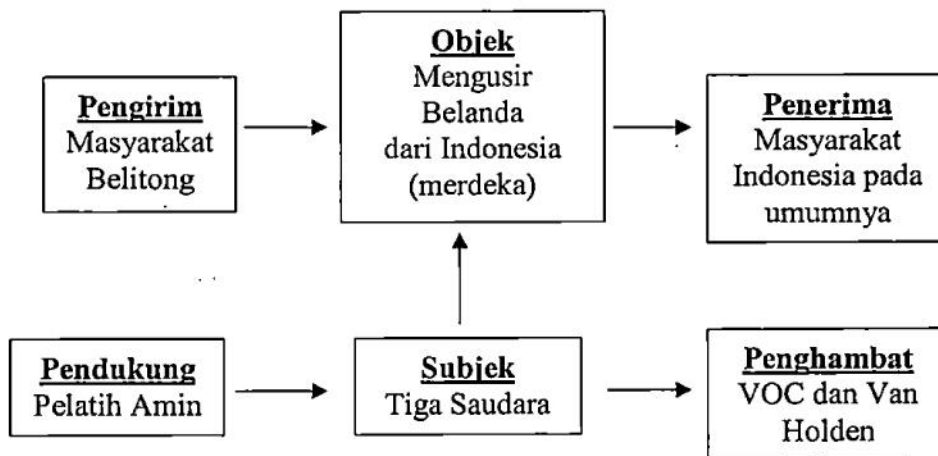 Pengirim
Masyarakat
Belitong
Objek
Mengusir
Belanda
dari Indonesia
(merdeka)
Penerima
Masyarakat
Indonesia pada
umumnya
Pendukung
Pelatih Amin
Subjek
Tiga Saudara
Penghambat
VOC dan Van
Holden